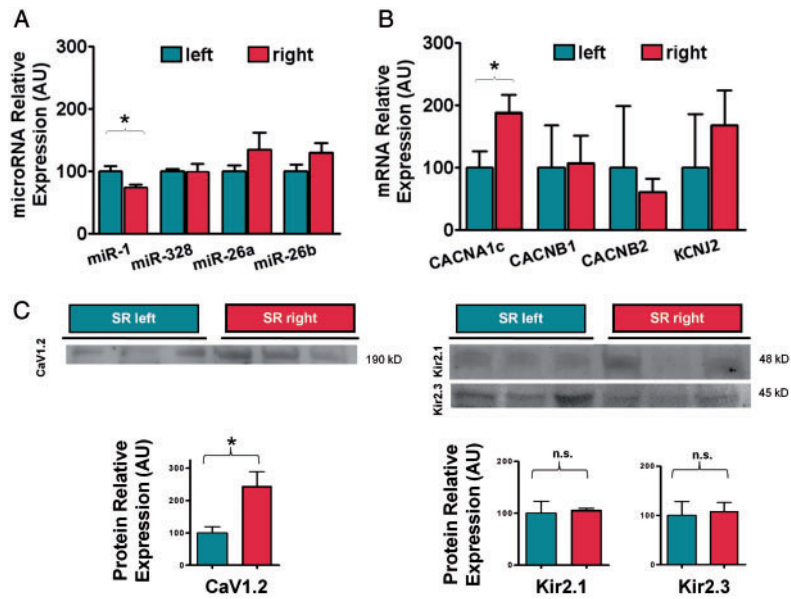 A
microRNA Relative
Expression (AU)
300
200
100
0
left
right
*
miR-1
miR-328
miR-26a
miR-26b
B
mRNA Relative
Expression (AU)
300
200
100
0
left
right
*
CACNA1c
CACNB1
CACNB2
KCNJ2
C
SR left
SR right
CaV1.2
190 kD
SR left
SR right
Kir2.1
48 kD
Kir2.3
45 kD
Protein Relative
Expression (AU)
300
200
100
0
*
CaV1.2
Protein Relative
Expression (AU)
200
100
0
n.s.
Kir2.1
200
100
0
n.s.
Kir2.3